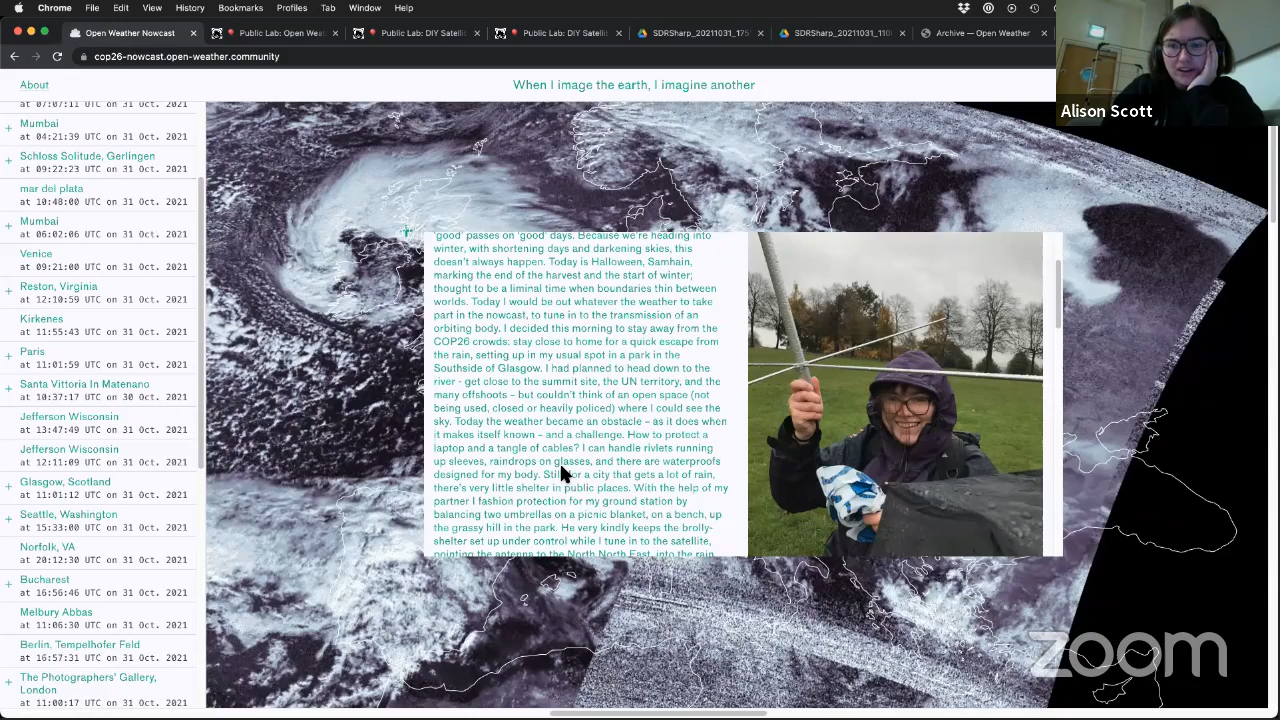 Chrome File Edit View History Bookmarks Profiles Tab Window Help
Open Weather Nowcast
Public Lab: Open Weat
Public Lab: DIY Satelli
Public Lab: DIY Satelli
SDRSharp_20211031_175
SDRSharp_20211031_110
Archive — Open Weather
cop26-nowcast.open-weather.community
Alison Scott
About
When I image the earth, I imagine another
at 07:07:11 UTC on 31 Oct. 2021
+ Mumbai
at 04:21:39 UTC on 31 Oct. 2021
+ Schloss Solitude, Gerlingen
at 09:22:23 UTC on 31 Oct. 2021
mar del plata
at 10:48:00 UTC on 31 Oct. 2021
+ Mumbai
at 06:02:06 UTC on 31 Oct. 2021
Venice
at 09:21:00 UTC on 31 Oct. 2021
+ Reston, Virginia
at 12:10:59 UTC on 31 Oct. 2021
Kirkenes
at 11:55:43 UTC on 31 Oct. 2021
+ Paris
at 11:01:59 UTC on 31 Oct. 2021
+ Santa Vittoria In Matenano
at 10:37:17 UTC on 30 Oct. 2021
Jefferson Wisconsin
at 13:47:49 UTC on 31 Oct. 2021
Jefferson Wisconsin
at 12:11:09 UTC on 31 Oct. 2021
+ Glasgow, Scotland
at 11:01:12 UTC on 31 Oct. 2021
+ Seattle, Washington
at 15:33:00 UTC on 31 Oct. 2021
Norfolk, VA
at 20:12:30 UTC on 31 Oct. 2021
+ Bucharest
at 16:56:46 UTC on 31 Oct. 2021
Melbury Abbas
at 11:06:30 UTC on 31 Oct. 2021
+ Berlin, Tempelhofer Feld
at 16:57:31 UTC on 31 Oct. 2021
+ The Photographers' Gallery,
London
at 11:00:17 UTC on 31 Oct. 2021
'good' passes on 'good' days. Because we're heading into
winter, with shortening days and darkening skies, this
doesn't always happen. Today is Halloween, Samhain,
marking the end of the harvest and the start of winter;
thought to be a liminal time when boundaries thin between
worlds. Today I would be out whatever the weather to take
part in the nowcast, to tune in to the transmission of an
orbiting body. I decided this morning to stay away from the
COP26 crowds: stay close to home for a quick escape from
the rain, setting up in my usual spot in a park in the
Southside of Glasgow. I had planned to head down to the
river - get close to the summit site, the UN territory, and the
many offshoots – but couldn't think of an open space (not
being used, closed or heavily policed) where I could see the
sky. Today the weather became an obstacle – as it does when
it makes itself known – and a challenge. How to protect a
laptop and a tangle of cables? I can handle rivlets running
up sleeves, raindrops on glasses, and there are waterproofs
designed for my body. Still, for a city that gets a lot of rain,
there's very little shelter in public places. With the help of my
partner I fashion protection for my ground station by
balancing two umbrellas on a picnic blanket, on a bench, up
the grassy hill in the park. He very kindly keeps the brolly-
shelter set up under control while I tune in to the satellite,
pointing the antenna to the North North East, into the rain
zoom